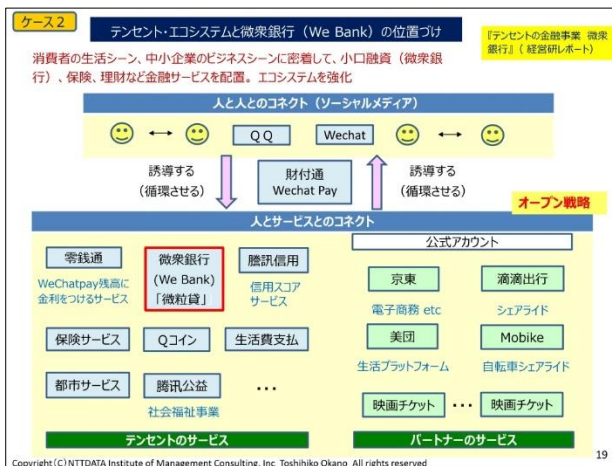 ケース2
テンセント・エコシステムと微衆銀行（We Bank）の位置づけ
『テンセントの金融事業 微衆
銀行』（ 経営研レポート）
消費者の生活シーン、中小企業のビジネスシーンに密着して、小口融資（微衆銀
行）、保険、理財など金融サービスを配置。エコシステムを強化
人と人とのコネクト（ソーシャルメディア）
ＱＱ
Wechat
誘導する
（循環させる）
財付通
Wechat Pay
誘導する
（循環させる）
オープン戦略
人とサービスとのコネクト
零銭通
WeChatpay残高に
金利をつけるサービス
微衆銀行
(We Bank)
「微粒貸」
騰訊信用
信用スコア
サービス
保険サービス
Ｑコイン
生活費支払
都市サービス
腾讯公益
社会福祉事業
・・・
テンセントのサービス
公式アカウント
京東
電子商務 etc
滴滴出行
シェアライド
美団
生活プラットフォーム
Mobike
自転車シェアライド
映画チケット
・・・
映画チケット
パートナーのサービス
19
Copyright（C）NTTDATA Institute of Management Consulting, Inc. Toshihiko Okano All rights reserved